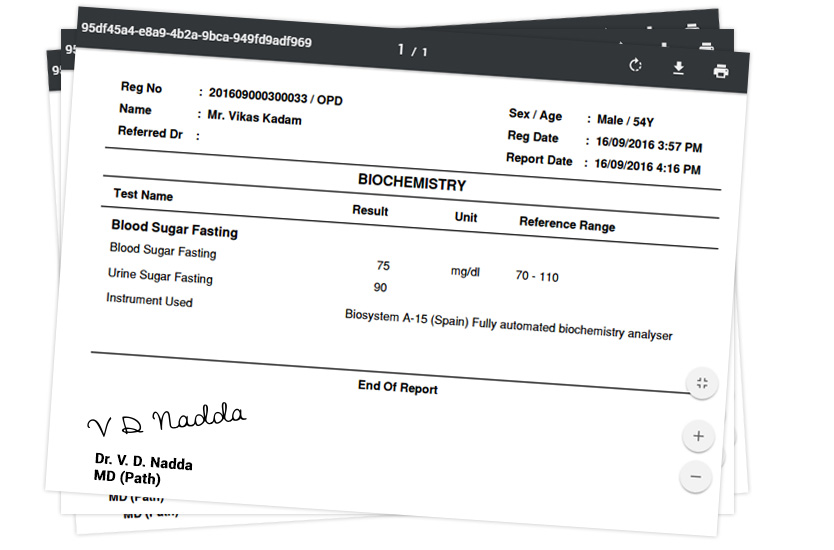 95df45a4-e8a9-4b2a-9bca-949fd9adf969
1 / 1
95
9
Reg No : 201609000300033 / OPD
Name : Mr. Vikas Kadam
Referred Dr :
Sex / Age : Male / 54Y
Reg Date : 16/09/2016 3:57 PM
Report Date : 16/09/2016 4:16 PM
BIOCHEMISTRY
Test Name Result Unit Reference Range
Blood Sugar Fasting
Blood Sugar Fasting 75 mg/dl 70 - 110
Urine Sugar Fasting 90
Instrument Used Biosystem A-15 (Spain) Fully automated biochemistry analyser
End Of Report
V D Nadda
Dr. V. D. Nadda
MD (Path)
MD (Path)
MD (Path)